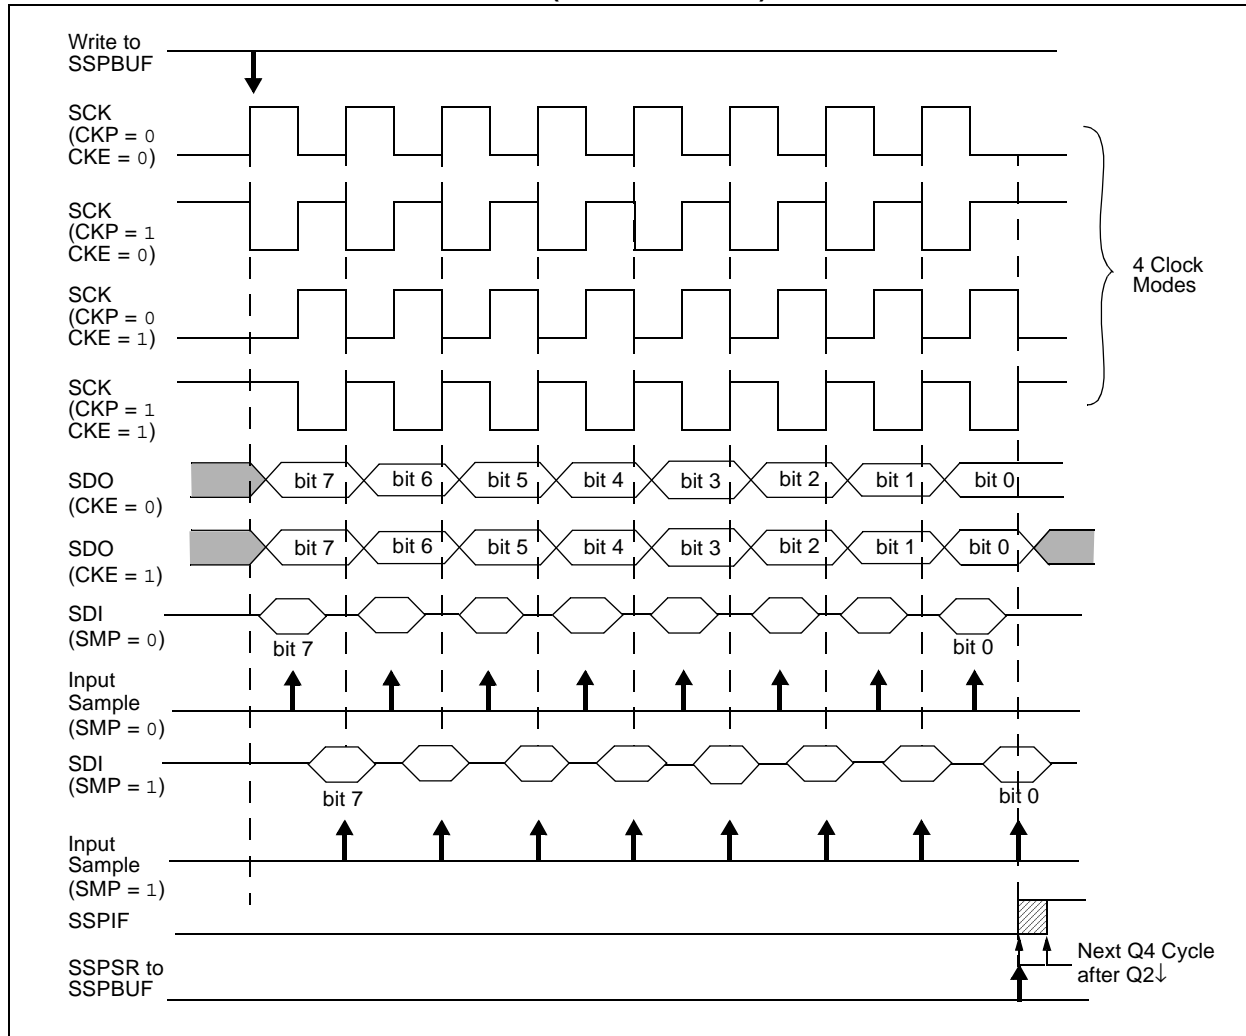 Write to
SSPBUF
SCK
(CKP = 0
CKE = 0)
SCK
(CKP = 1
CKE = 0)
4 Clock
Modes
SCK
(CKP = 0
CKE = 1)
SCK
(CKP = 1
CKE = 1)
SDO
(CKE = 0)
bit 7 bit 6 bit 5 bit 4 bit 3 bit 2 bit 1 bit 0
SDO
(CKE = 1)
bit 7 bit 6 bit 5 bit 4 bit 3 bit 2 bit 1 bit 0
SDI
(SMP = 0)
bit 7 bit 0
Input
Sample
(SMP = 0)
SDI
(SMP = 1)
bit 7 bit 0
Input
Sample
(SMP = 1)
SSPIF
SSPSR to
SSPBUF
Next Q4 Cycle
after Q2↓